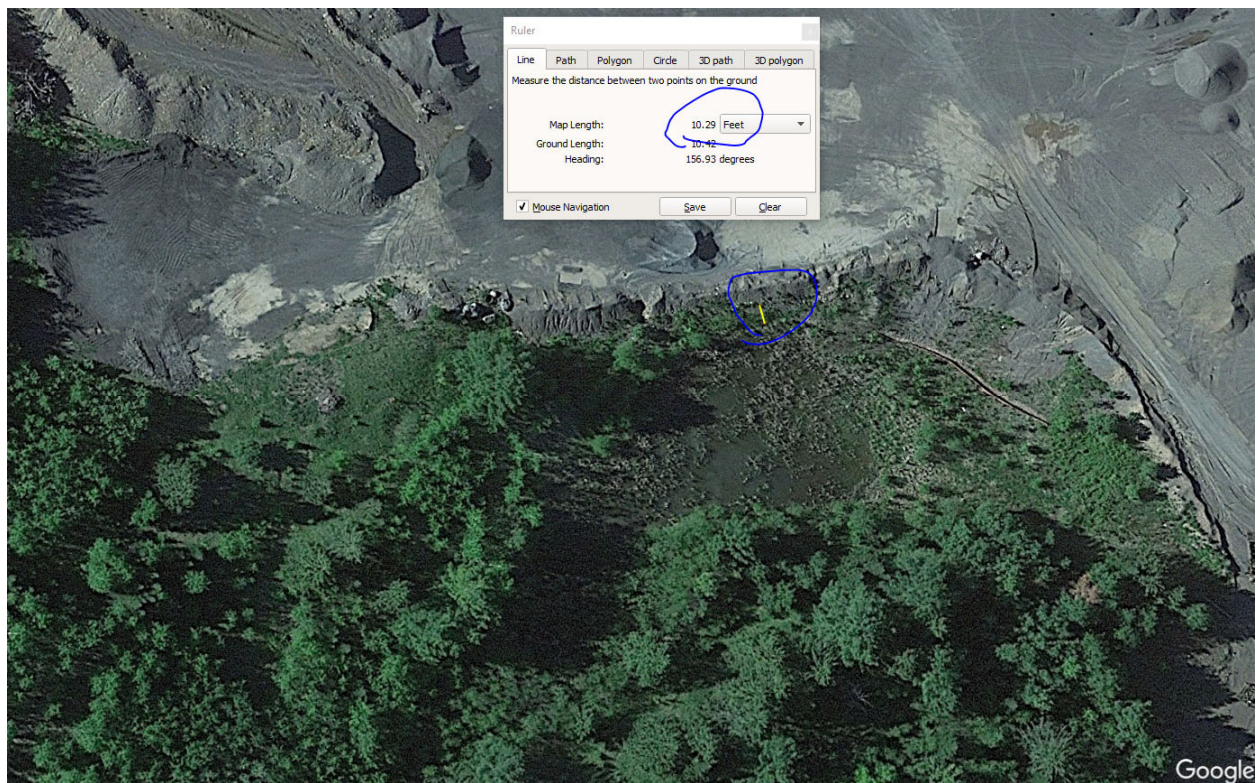 Ruler
Line Path Polygon Circle 3D path 3D polygon
Measure the distance between two points on the ground
Map Length: 10.29 Feet
Ground Length: 10.42
Heading: 156.93 degrees
Mouse Navigation Save Clear
Google